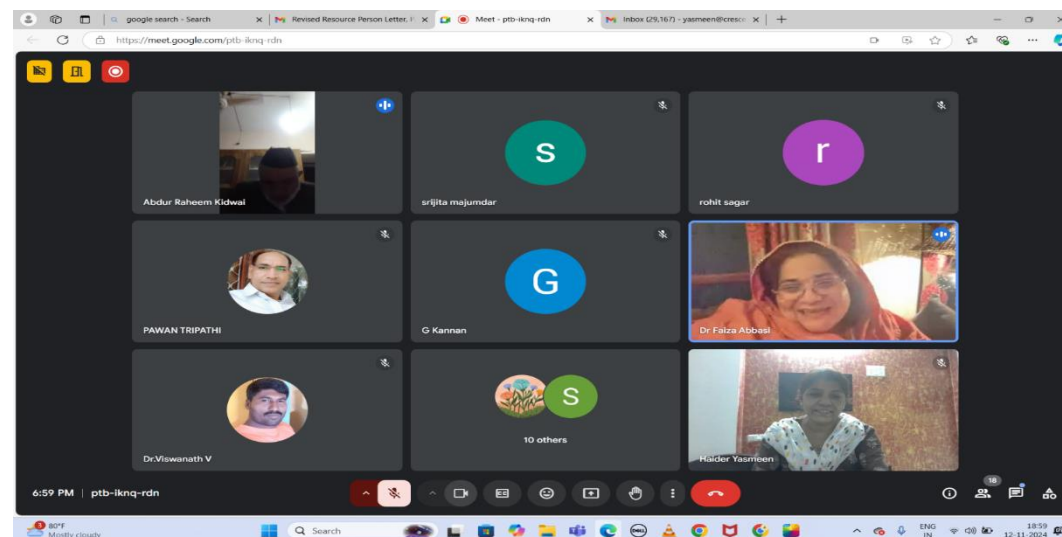 google search - Search
Revised Resource Person Letter, F
Meet - ptb-iknq-rdn
Inbox (29,167) - yasmeen@cresce
https://meet.google.com/ptb-iknq-rdn
Abdur Raheem Kidwai
s
srijita majumdar
r
rohit sagar
PAWAN TRIPATHI
G
G Kannan
Dr Faiza Abbasi
Dr.Viswanath V
S
10 others
Haider Yasmeen
6:59 PM | ptb-iknq-rdn
18
3
80°F
Mostly cloudy
Search
ENG
IN
18:59
12-11-2024